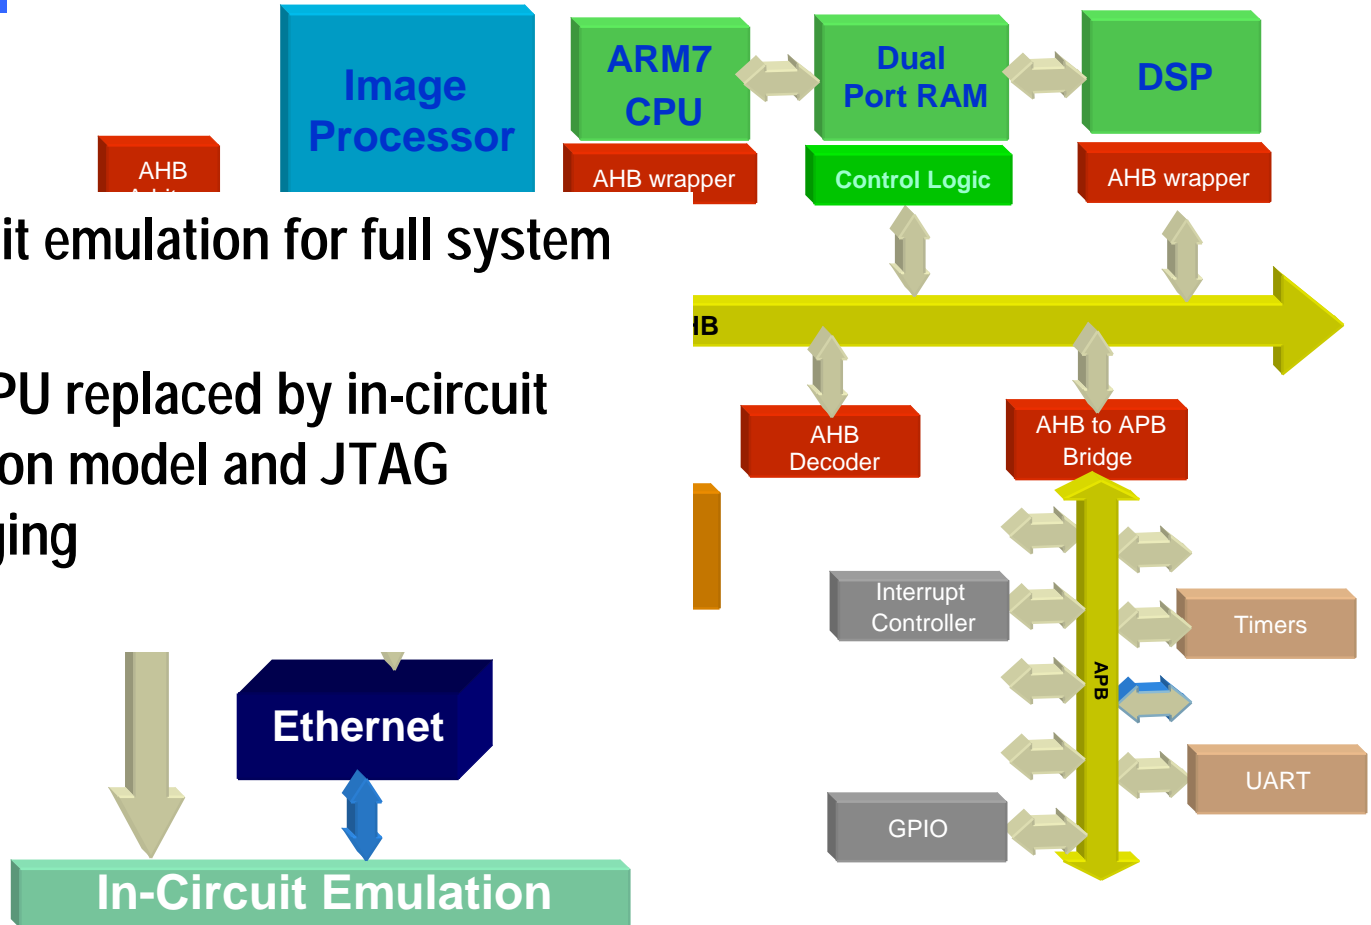 Image
Processor
ARM7
CPU
Dual
Port RAM
DSP
AHB
AHB wrapper
Control Logic
AHB wrapper
it emulation for full system
PU replaced by in-circuit
on model and JTAG
ging
HB
AHB
Decoder
AHB to APB
Bridge
Interrupt
Controller
Timers
APB
UART
GPIO
Ethernet
In-Circuit Emulation